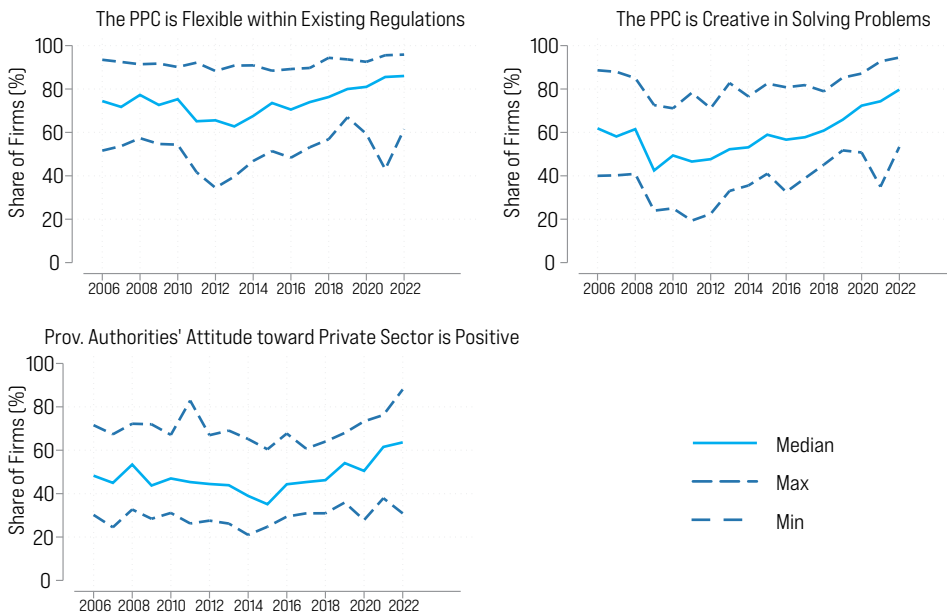 The PPC is Flexible within Existing Regulations
100
80
60
40
20
0
Share of Firms (%)
2006 2008 2010 2012 2014 2016 2018 2020 2022
The PPC is Creative in Solving Problems
100
80
60
40
20
0
Share of Firms (%)
2006 2008 2010 2012 2014 2016 2018 2020 2022
Prov. Authorities' Attitude toward Private Sector is Positive
100
80
60
40
20
0
Share of Firms (%)
2006 2008 2010 2012 2014 2016 2018 2020 2022
Median
Max
Min